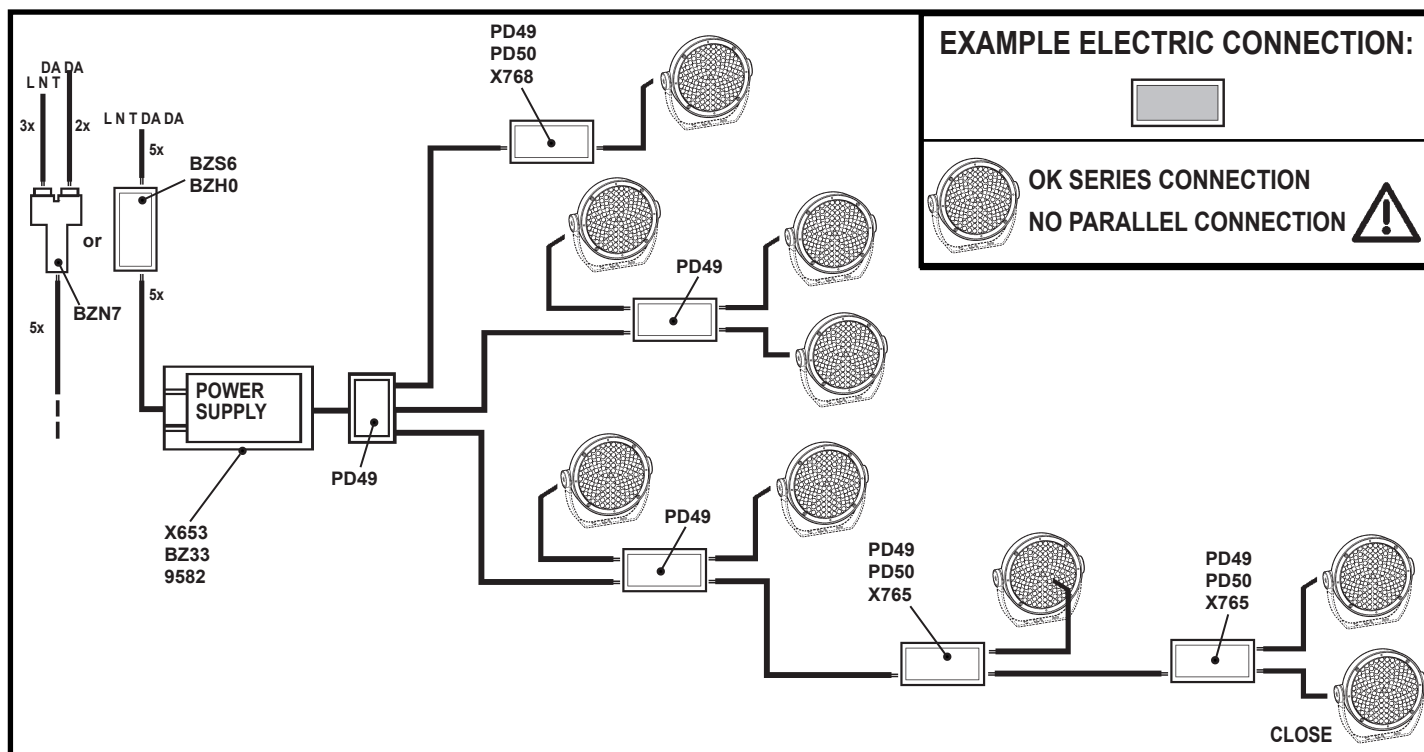 EXAMPLE ELECTRIC CONNECTION:
OK SERIES CONNECTION
NO PARALLEL CONNECTION
DA DA
L N T
3x
2x
L N T DA DA
5x
BZS6
BZH0
or
BZN7
5x
5x
POWER
SUPPLY
X653
BZ33
9582
PD49
PD49
PD50
X768
PD49
PD49
PD49
PD50
X765
PD49
PD50
X765
CLOSE